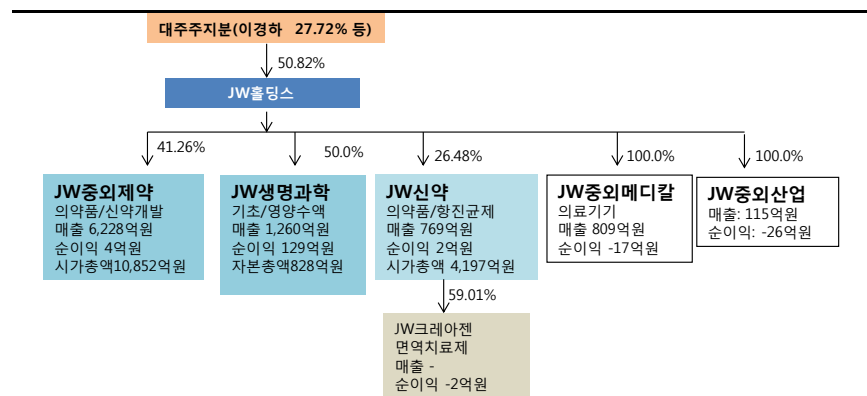 대주주지분(이경하 27.72% 등)
50.82%
JW홀딩스
41.26%
50.0%
26.48%
100.0%
100.0%
JW중외제약
의약품/신약개발
매출 6,228억원
순이익 4억원
시가총액10,852억원
JW생명과학
기초/영양수액
매출 1,260억원
순이익 129억원
자본총액828억원
JW신약
의약품/항진균제
매출 769억원
순이익 2억원
시가총액 4,197억원
JW중외메디칼
의료기기
매출 809억원
순이익 -17억원
JW중외산업
매출: 115억원
순이익: -26억원
59.01%
JW크레아젠
면역치료제
매출 -
순이익 -2억원